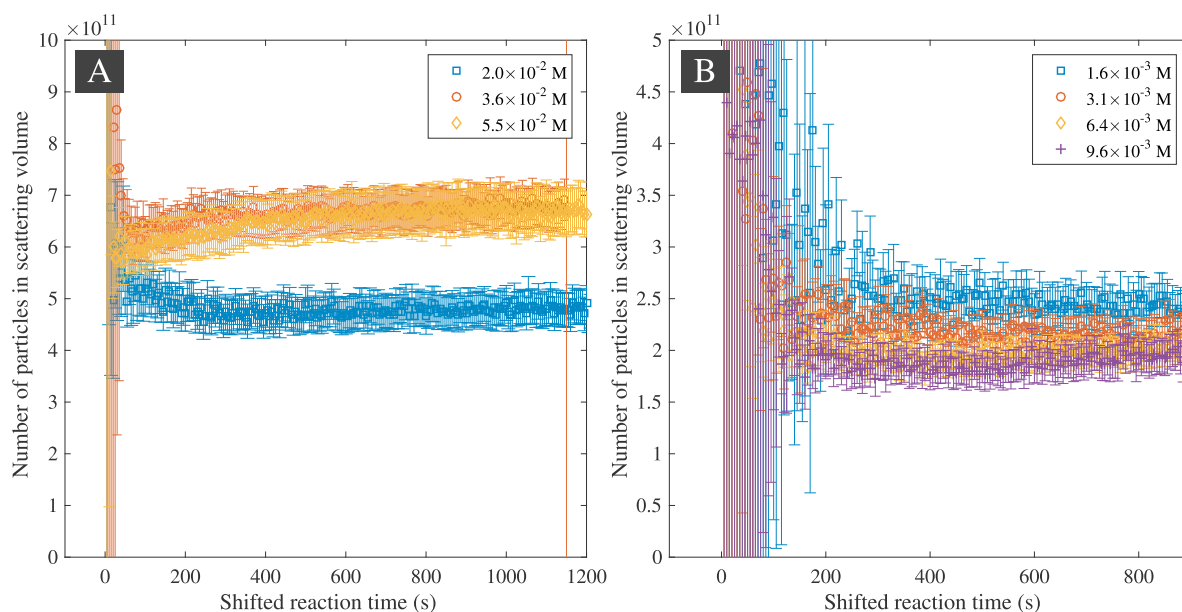 ×10¹¹
A
2.0×10⁻² M
3.6×10⁻² M
5.5×10⁻² M
10
9
8
7
6
5
4
3
2
1
0
Number of particles in scattering volume
0 200 400 600 800 1000 1200
Shifted reaction time (s)
×10¹¹
B
1.6×10⁻³ M
3.1×10⁻³ M
6.4×10⁻³ M
9.6×10⁻³ M
5
4.5
4
3.5
3
2.5
2
1.5
1
0.5
0
Number of particles in scattering volume
0 200 400 600 800
Shifted reaction time (s)